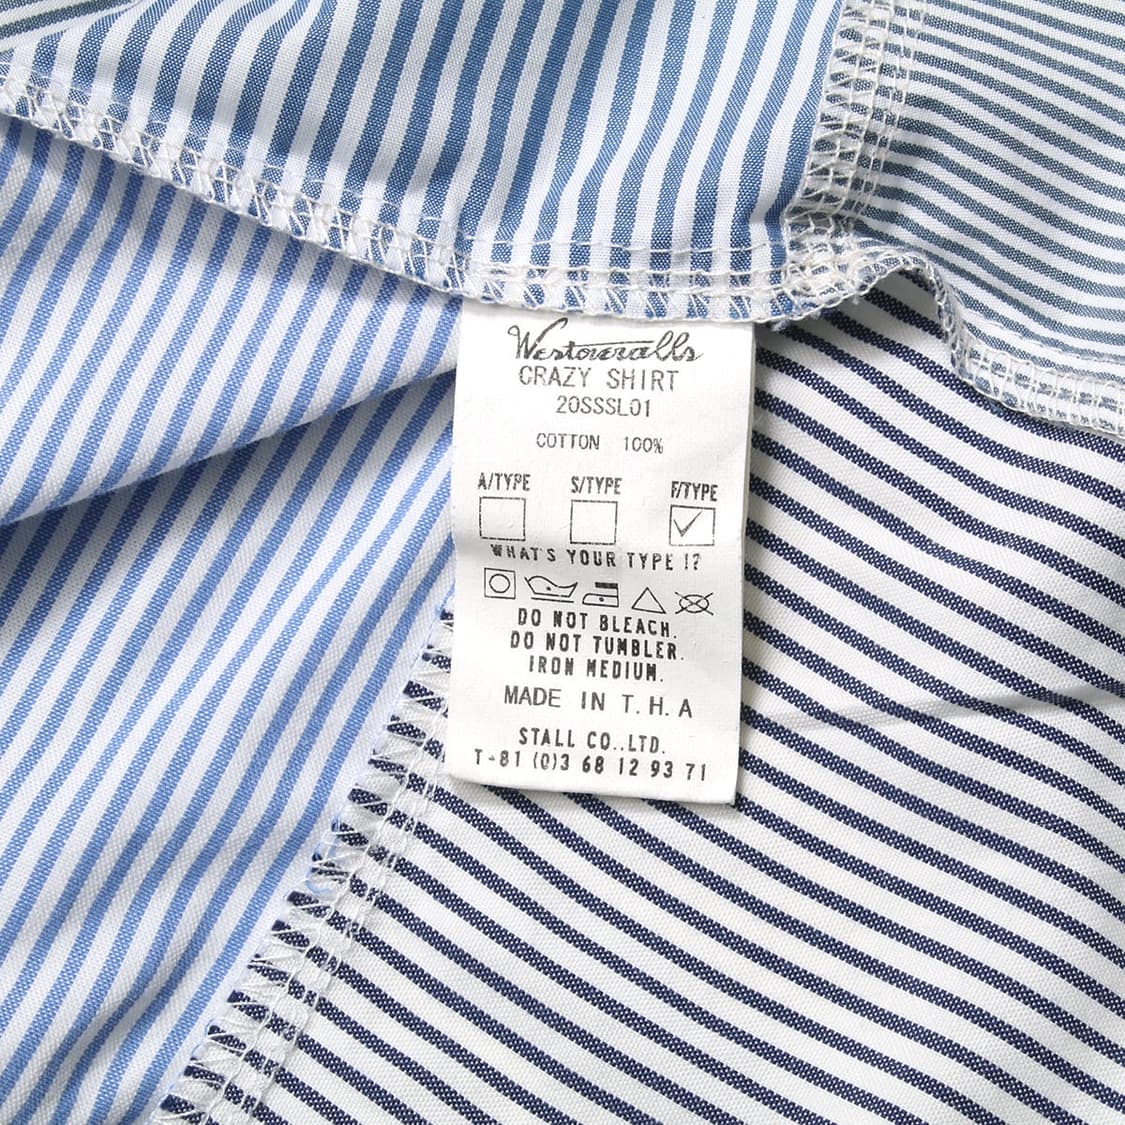 Westoveralls
CRAZY SHIRT
20SSSL01
COTTON 100%
A/TYPE S/TYPE F/TYPE
WHAT'S YOUR TYPE !?
DO NOT BLEACH.
DO NOT TUMBLER.
IRON MEDIUM.
MADE IN T.H.A
STALL CO.,LTD.
T+81 (0)3 68 12 93 71